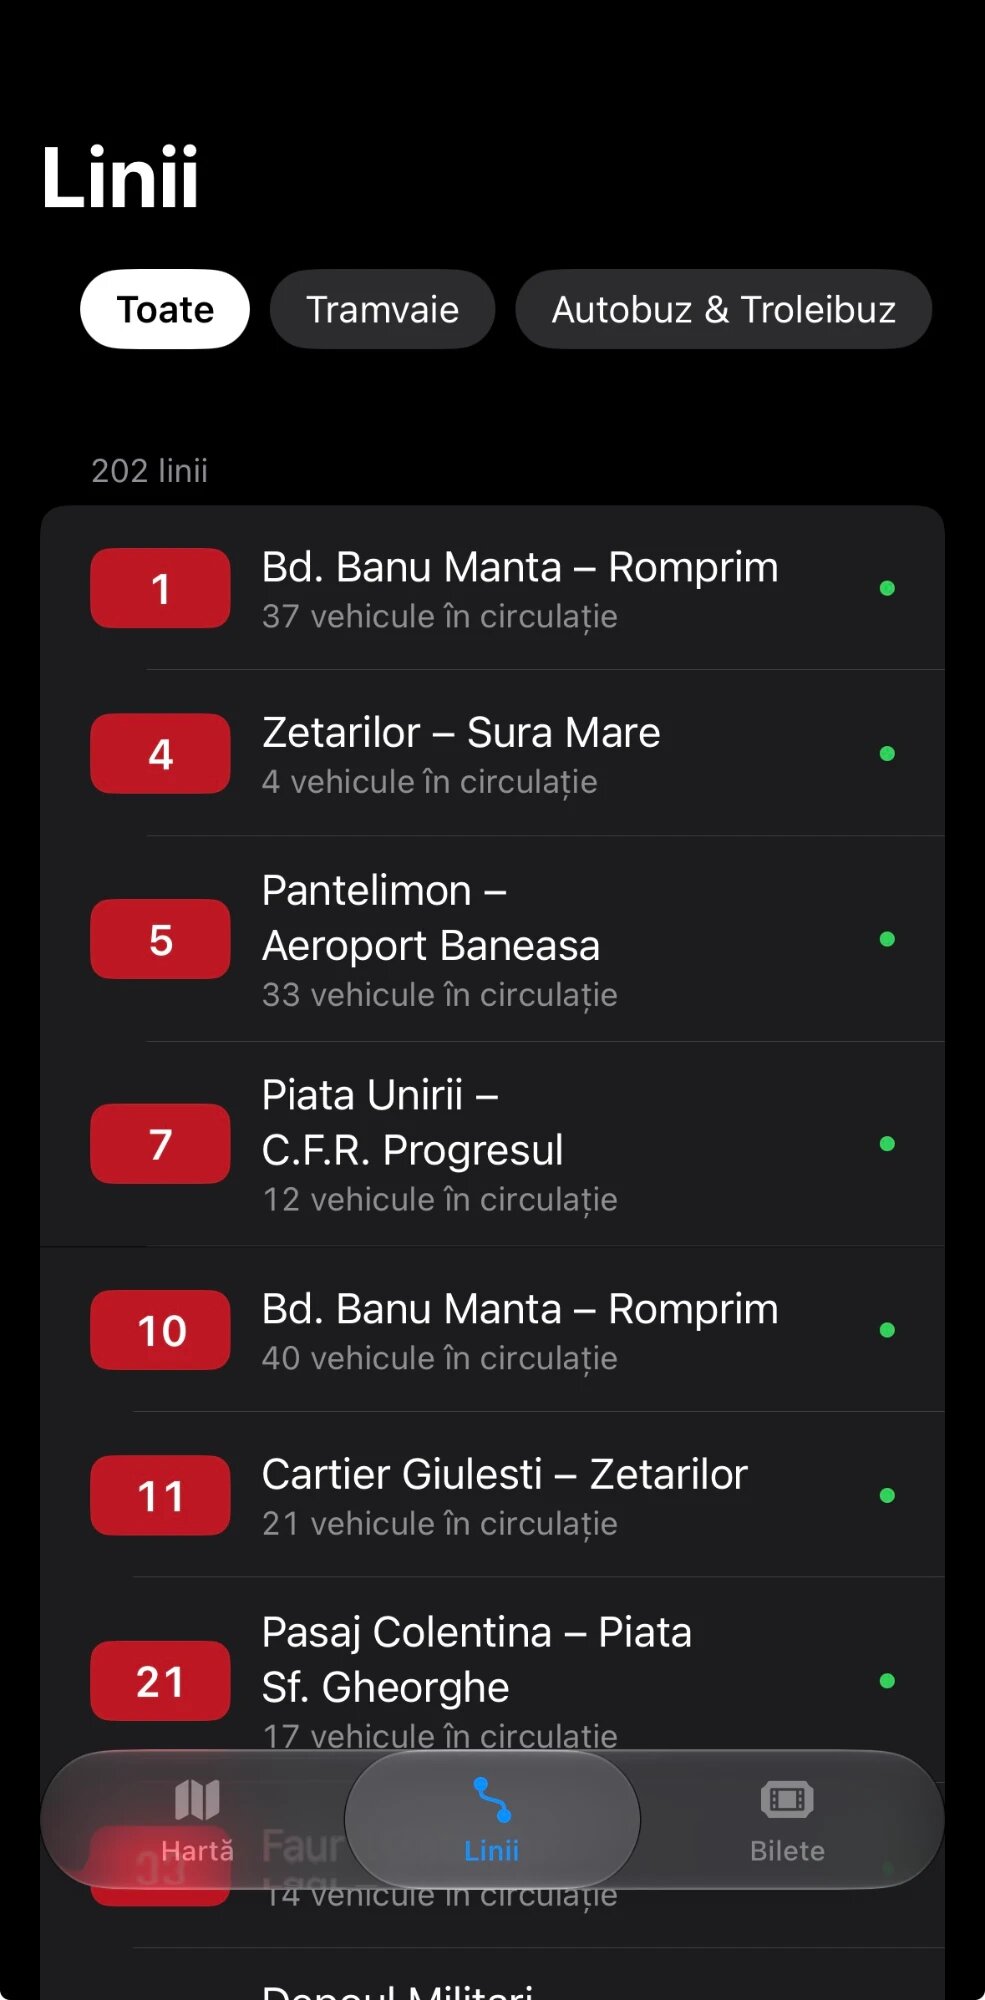 Linii
Toate
Tramvaie
Autobuz & Troleibuz
202 linii
1
Bd. Banu Manta – Romprim
37 vehicule în circulație
4
Zetarilor – Sura Mare
4 vehicule în circulație
5
Pantelimon –
Aeroport Baneasa
33 vehicule în circulație
7
Piata Unirii –
C.F.R. Progresul
12 vehicule în circulație
10
Bd. Banu Manta – Romprim
40 vehicule în circulație
11
Cartier Giulesti – Zetarilor
21 vehicule în circulație
21
Pasaj Colentina – Piata
Sf. Gheorghe
17 vehicule în circulație
33
14 vehicule în circulație
Hartă
Linii
Bilete